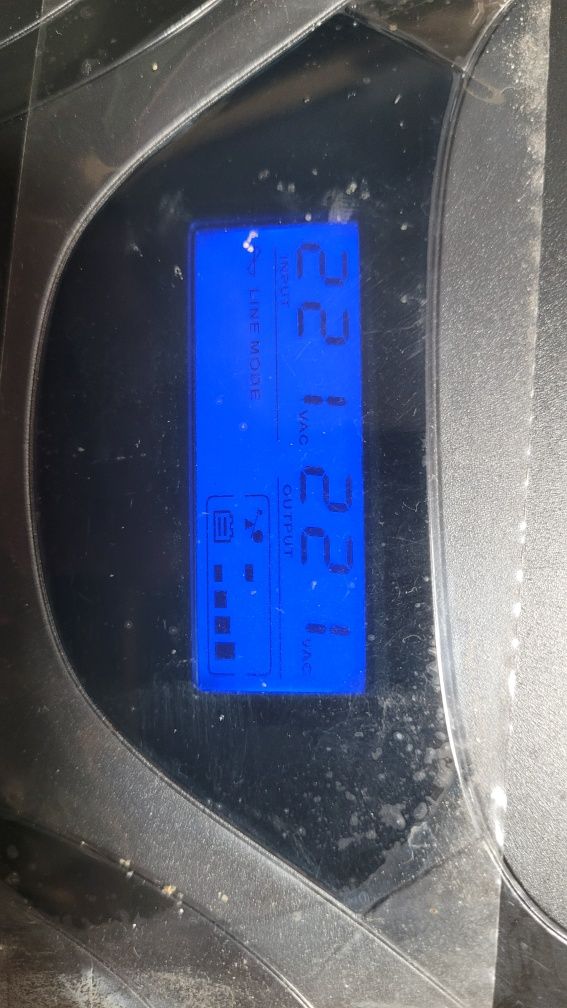 221 VAC 221 VAC
INPUT OUTPUT
LINE MODE